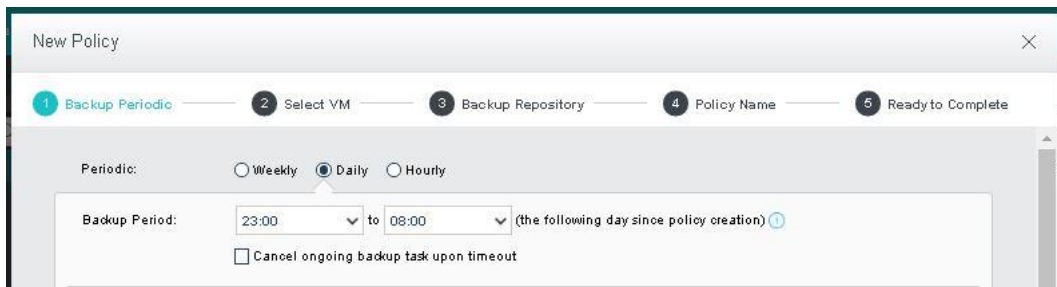 New Policy
1 Backup Periodic 2 Select VM 3 Backup Repository 4 Policy Name 5 Ready to Complete
Periodic: Weekly Daily Hourly
Backup Period: 23:00 to 08:00 (the following day since policy creation)
Cancel ongoing backup task upon timeout